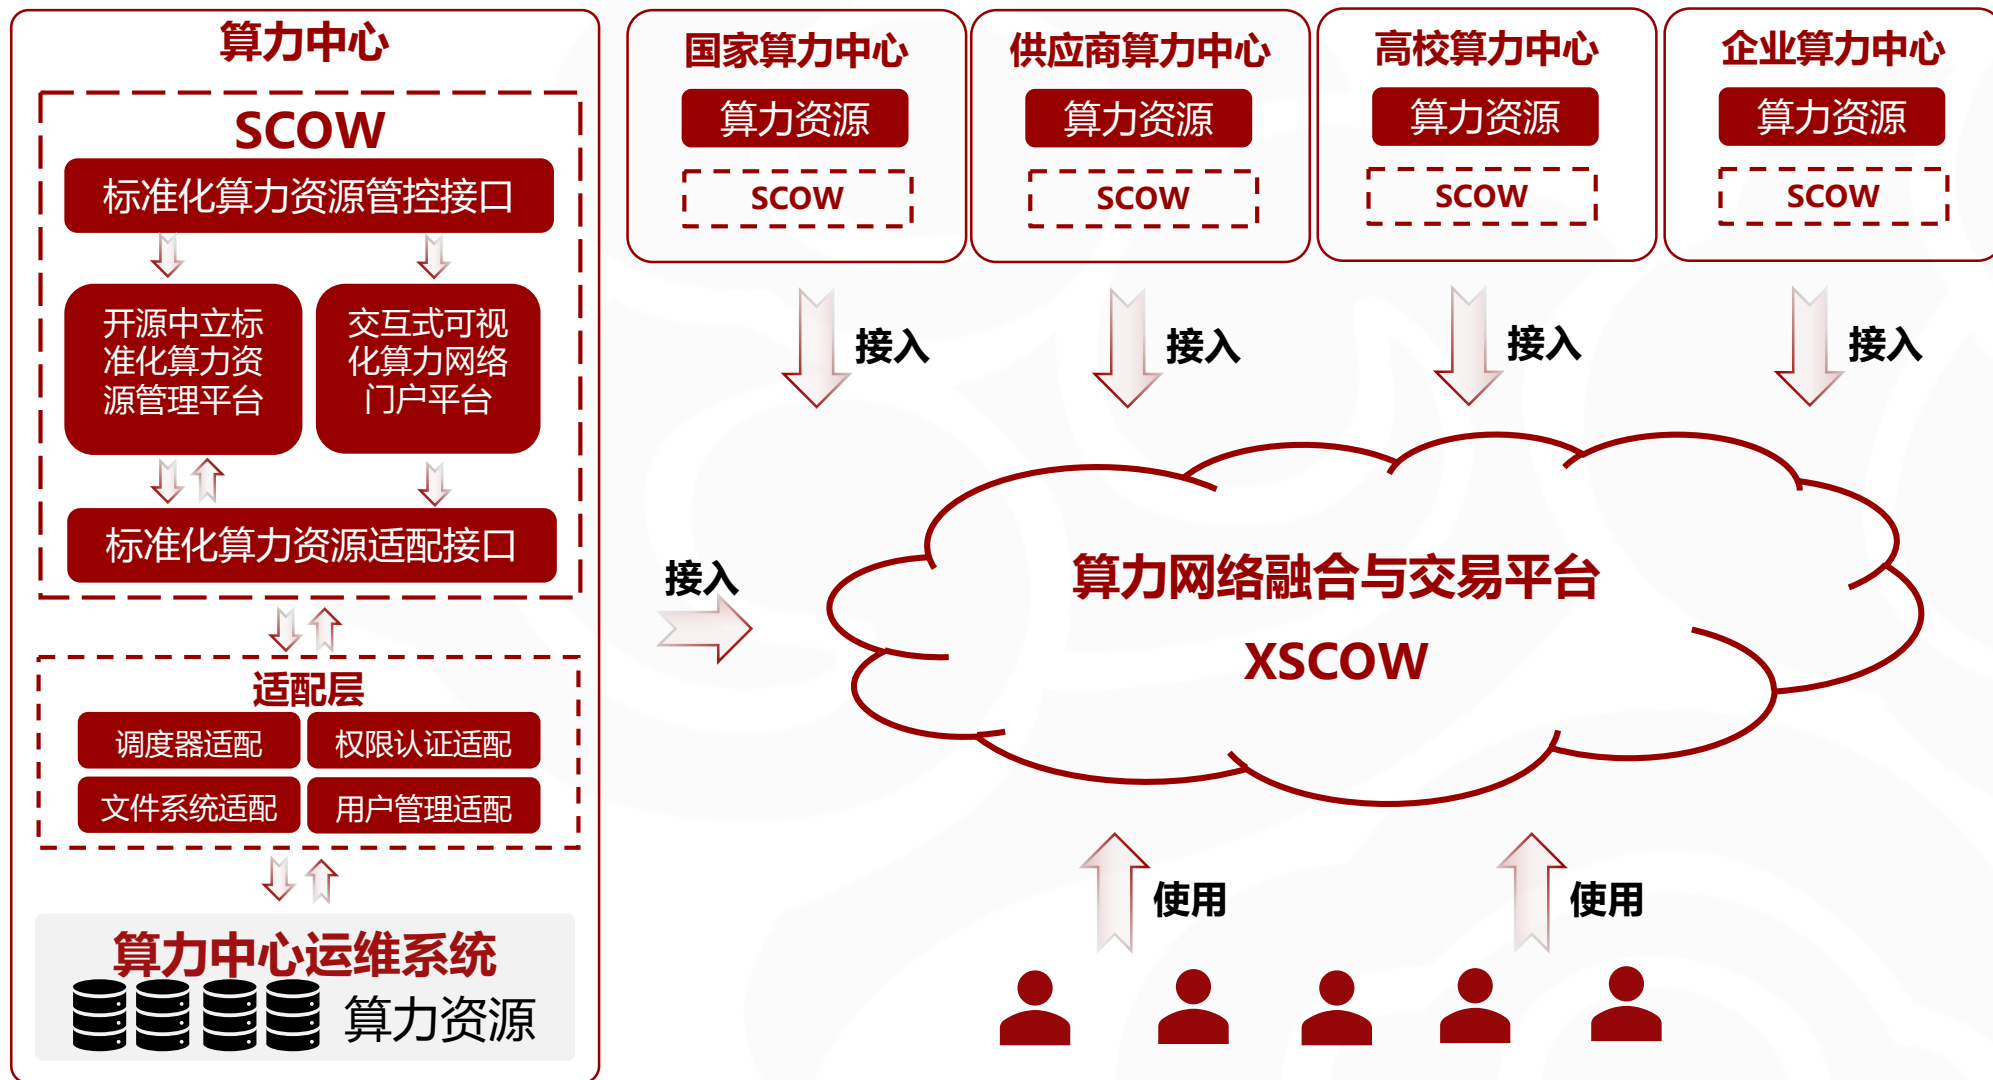 算力中心
SCOW
标准化算力资源管控接口
开源中立标
准化算力资
源管理平台
交互式可视
化算力网络
门户平台
标准化算力资源适配接口
适配层
调度器适配
权限认证适配
文件系统适配
用户管理适配
算力中心运维系统
算力资源
国家算力中心
算力资源
SCOW
供应商算力中心
算力资源
SCOW
高校算力中心
算力资源
SCOW
企业算力中心
算力资源
SCOW
接入
接入
接入
接入
接入
算力网络融合与交易平台
XSCOW
使用
使用